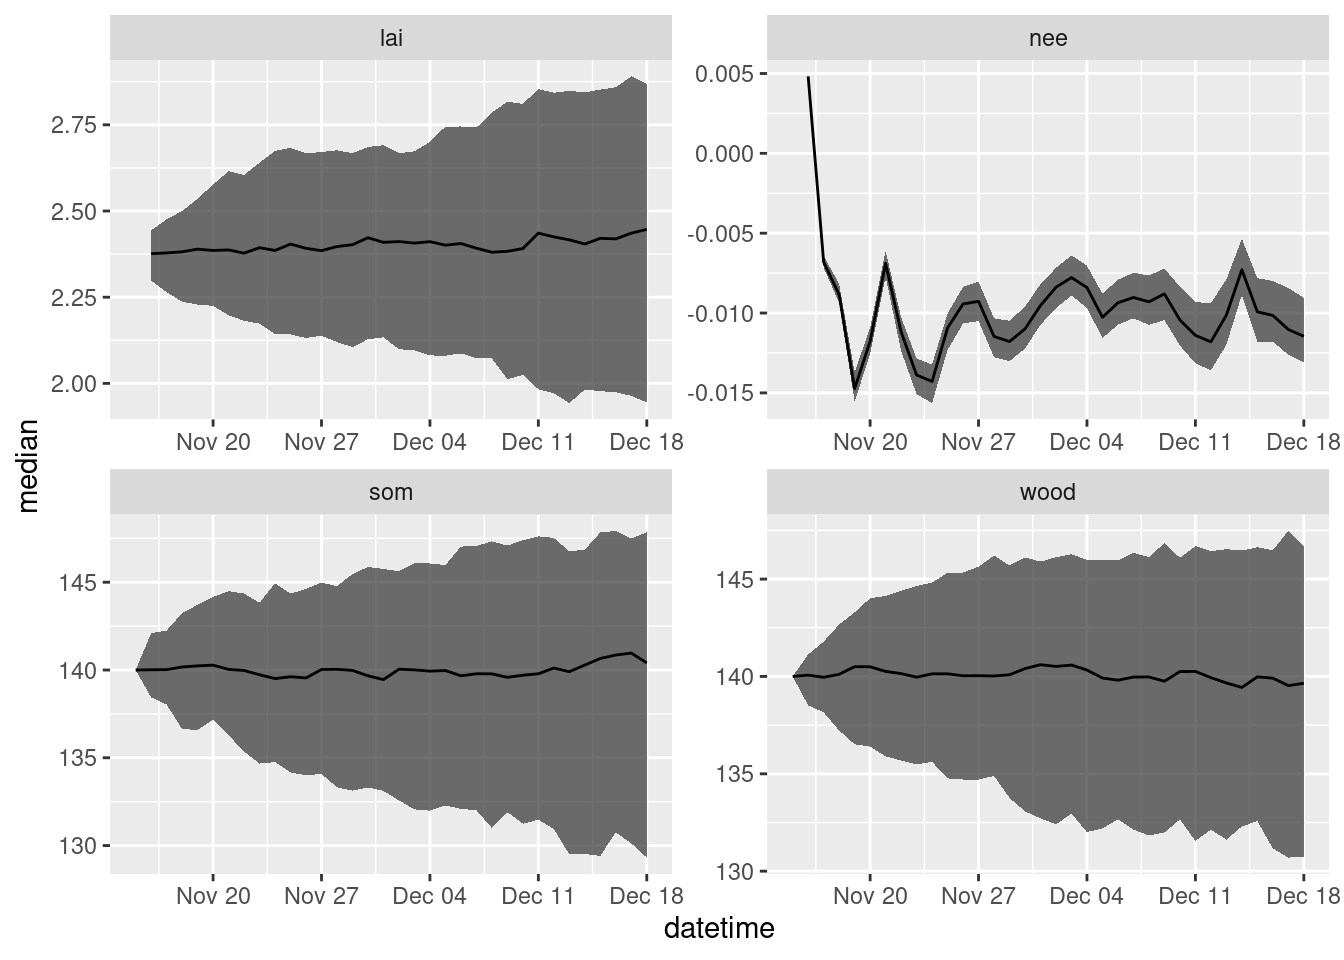 lai
nee
2.75
2.50
2.25
2.00
0.005
0.000
-0.005
-0.010
-0.015
Nov 20 Nov 27 Dec 04 Dec 11 Dec 18
Nov 20 Nov 27 Dec 04 Dec 11 Dec 18
median
som
wood
145
140
135
130
145
140
135
130
Nov 20 Nov 27 Dec 04 Dec 11 Dec 18
Nov 20 Nov 27 Dec 04 Dec 11 Dec 18
datetime